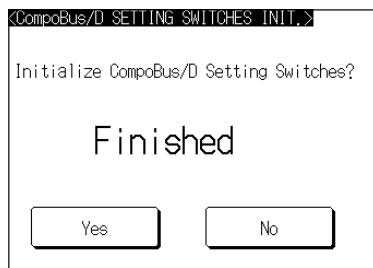 <CompoBus/D SETTING SWITCHES INIT.>
Initialize CompoBus/D Setting Switches?
Finished
Yes No